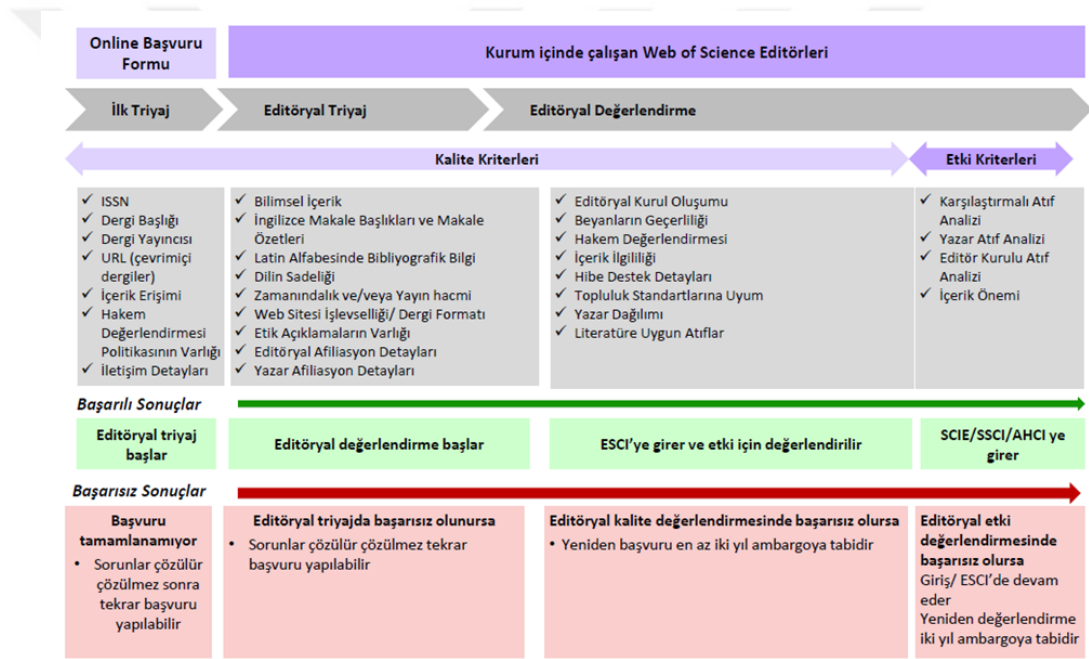 Online Başvuru
Formu
Kurum içinde çalışan Web of Science Editörleri
İlk Triyaj
Editöryal Triyaj
Editöryal Değerlendirme
Kalite Kriterleri
Etki Kriterleri
✓ ISSN
✓ Dergi Başlığı
✓ Dergi Yayıncısı
✓ URL (çevrimiçi
dergiler)
✓ İçerik Erişimi
✓ Hakem
Değerlendirmesi
Politikasının Varlığı
✓ İletişim Detayları
✓ Bilimsel İçerik
✓ İngilizce Makale Başlıkları ve Makale
Özetleri
✓ Latin Alfabesinde Bibliyografik Bilgi
✓ Dilin Sadeliği
✓ Zamanındalık ve/veya Yayın hacmi
✓ Web Sitesi İşlevselliği/ Dergi Formatı
✓ Etik Açıklamaların Varlığı
✓ Editöryal Afiliasyon Detayları
✓ Yazar Afiliasyon Detayları
✓ Editöryal Kurul Oluşumu
✓ Beyanların Geçerliliği
✓ Hakem Değerlendirmesi
✓ İçerik İlgililiği
✓ Hibe Destek Detayları
✓ Topluluk Standartlarına Uyum
✓ Yazar Dağılımı
✓ Literatüre Uygun Atıflar
✓ Karşılaştırmalı Atıf
Analizi
✓ Yazar Atıf Analizi
✓ Editör Kurulu Atıf
Analizi
✓ İçerik Önemi
Başarılı Sonuçlar
Editöryal triyaj
başlar
Editöryal değerlendirme başlar
ESCI’ye girer ve etki için değerlendirilir
SCIE/SSCI/AHCI ye
girer
Başarısız Sonuçlar
Başvuru
tamamlanamıyor
• Sorunlar çözülür
çözülmez sonra
tekrar başvuru
yapılabilir
Editöryal triyajda başarısız olunursa
• Sorunlar çözülür çözülmez tekrar
başvuru yapılabilir
Editöryal kalite değerlendirmesinde başarısız olursa
• Yeniden başvuru en az iki yıl ambargoya tabidir
Editöryal etki
değerlendirmesinde
başarısız olursa
Giriş/ ESCI’de devam
eder
Yeniden değerlendirme
iki yıl ambargoya tabidir